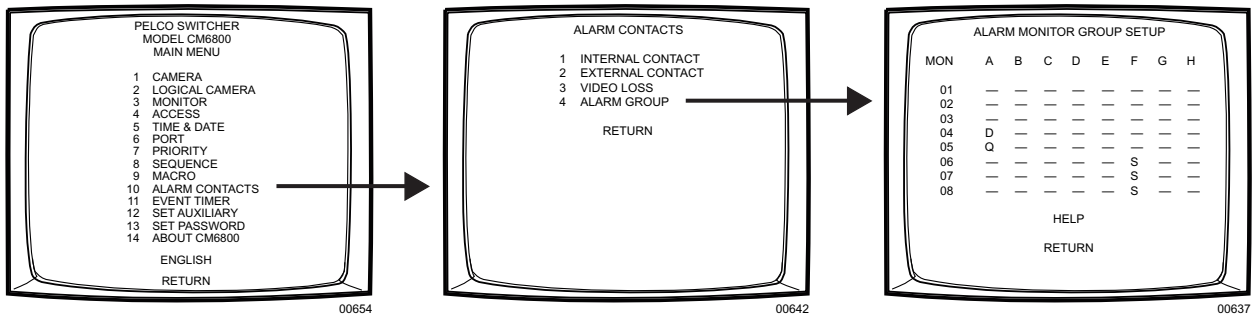 PELCO SWITCHER
MODEL CM6800
MAIN MENU
1 CAMERA
2 LOGICAL CAMERA
3 MONITOR
4 ACCESS
5 TIME & DATE
6 PORT
7 PRIORITY
8 SEQUENCE
9 MACRO
10 ALARM CONTACTS
11 EVENT TIMER
12 SET AUXILIARY
13 SET PASSWORD
14 ABOUT CM6800
ENGLISH
RETURN
00654
ALARM CONTACTS
1 INTERNAL CONTACT
2 EXTERNAL CONTACT
3 VIDEO LOSS
4 ALARM GROUP
RETURN
00642
ALARM MONITOR GROUP SETUP
MON A B C D E F G H
01 — — — — — — — —
02 — — — — — — — —
03 — — — — — — — —
04 D — — — — — — —
05 Q — — — — — — —
06 — — — — — S — —
07 — — — — — S — —
08 — — — — — S — —
HELP
RETURN
00637